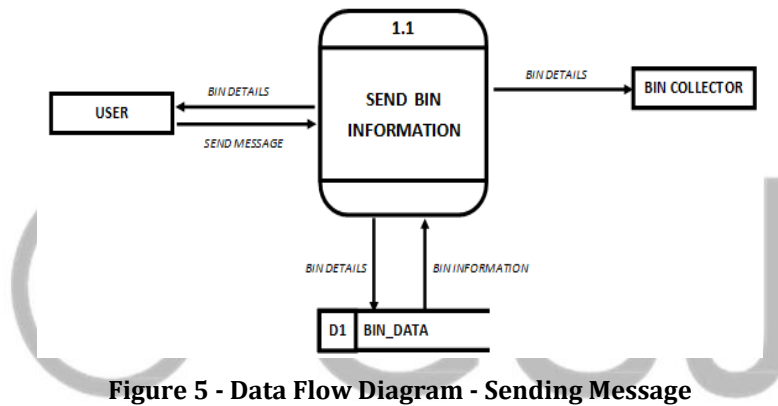 1.1
SEND BIN
INFORMATION
USER
BIN DETAILS
SEND MESSAGE
BIN DETAILS
BIN COLLECTOR
BIN DETAILS
BIN INFORMATION
D1 BIN_DATA
Figure 5 - Data Flow Diagram - Sending Message